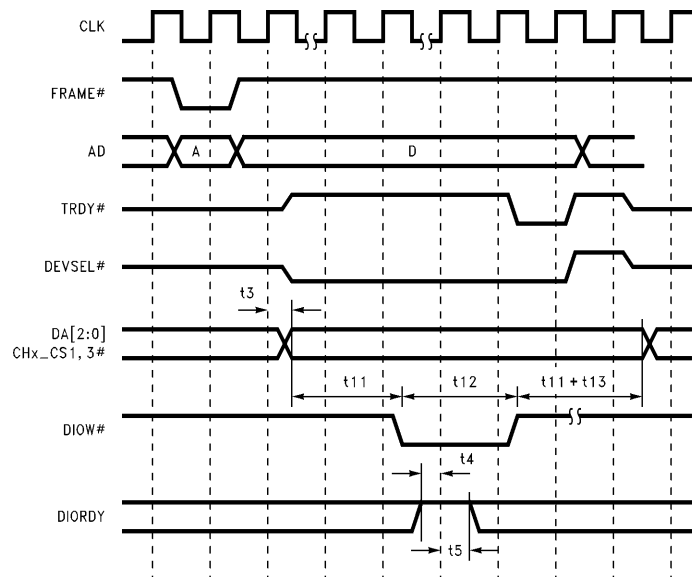 CLK
FRAME#
AD
A
D
TRDY#
DEVSEL#
t3
DA[2:0]
CHx_CS1,3#
t11
t12
t11 + t13
DIOW#
t4
DIORDY
t5